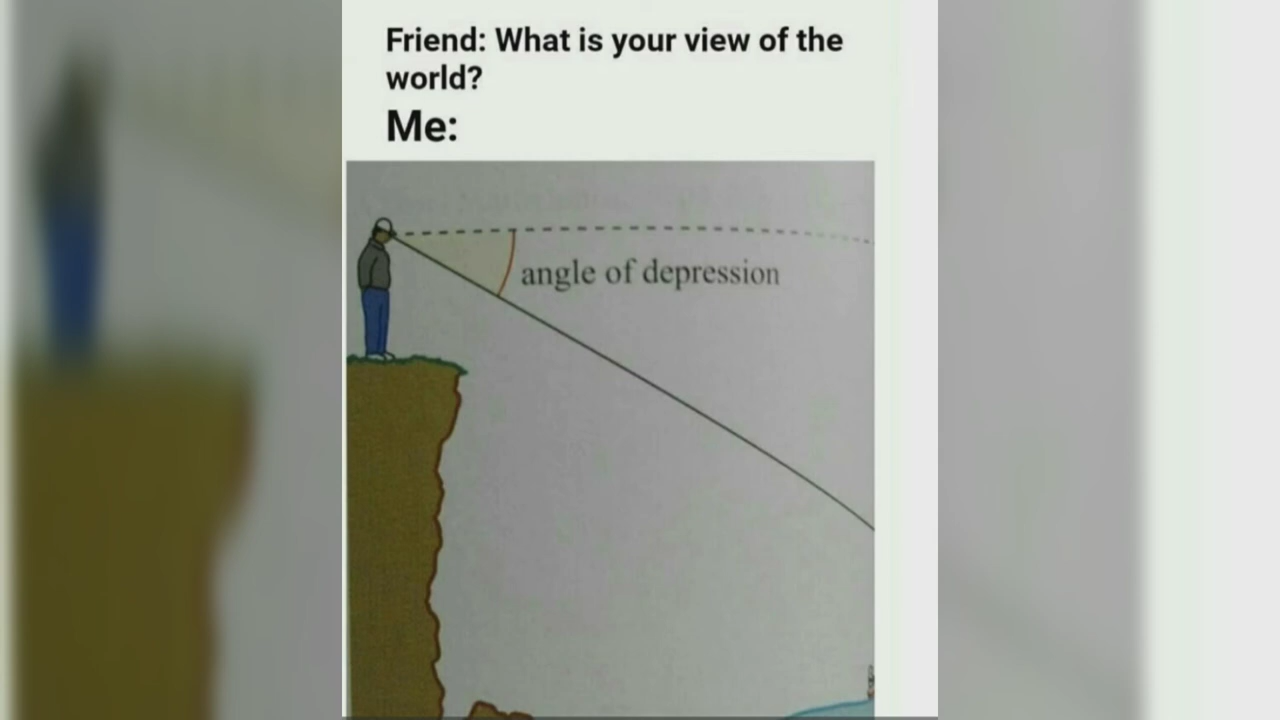 Friend: What is your view of the
world?
Me:
angle of depression